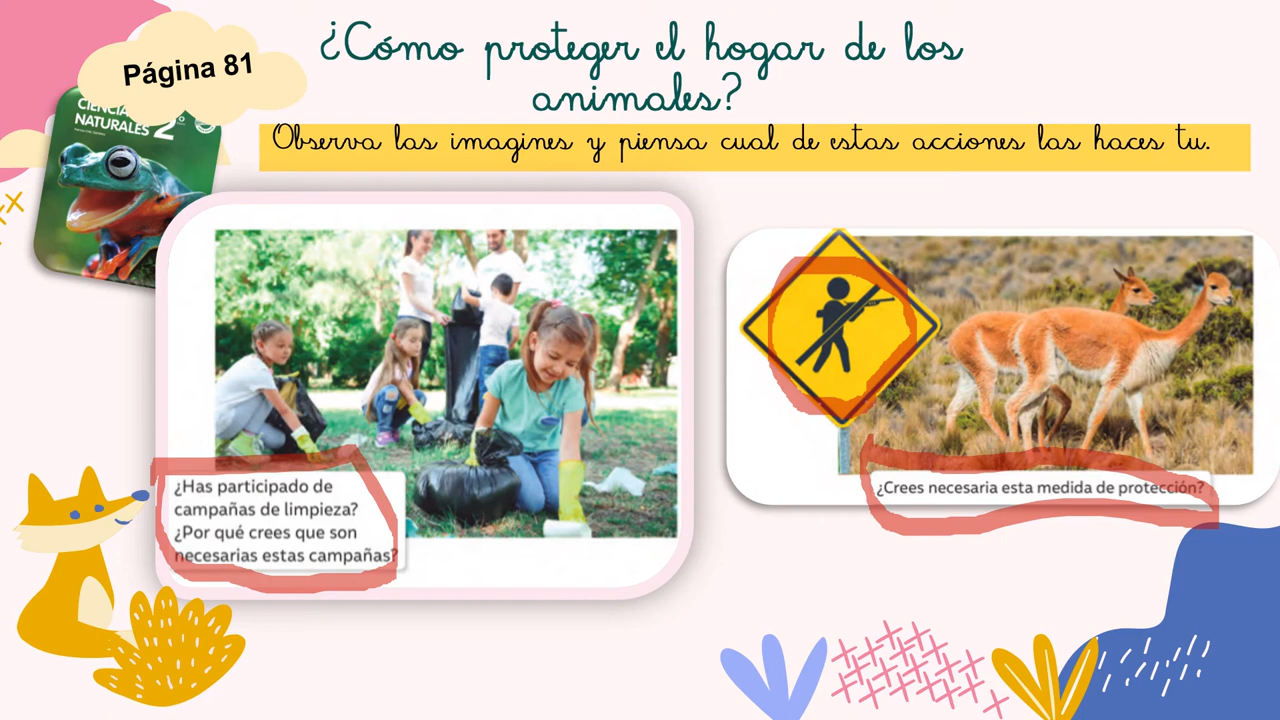 Página 81
¿Cómo proteger el hogar de los
animales?
Observa las imagines y piensa cual de estas acciones las haces tu.
CIENCIAS
NATURALES 2°
¿Has participado de
campañas de limpieza?
¿Por qué crees que son
necesarias estas campañas?
¿Crees necesaria esta medida de protección?